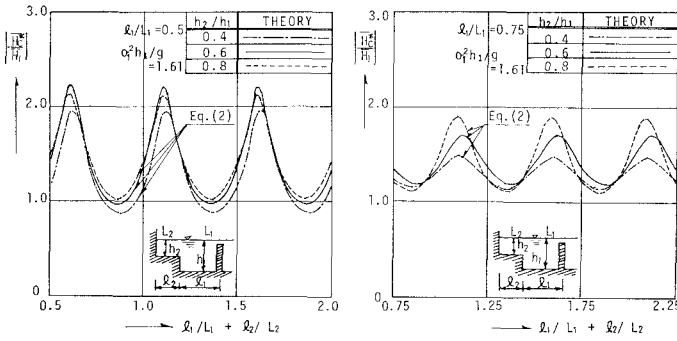 3.0
|H*/H_I|
ℓ₁/L₁=0.5
σ₁²h₁/g
=1.61
h₂/h₁ THEORY
0.4
0.6
0.8
2.0
Eq.(2)
1.0
L₂ L₁
h₂
ℓ₂ ℓ₁
0
0.5 1.0 1.5 2.0
ℓ₁/L₁ + ℓ₂/L₂
3.0
ℓ₁/L₁=0.75
σ₁²h₁/g
=1.61
h₂/h₁ THEORY
0.4
0.6
0.8
2.0
Eq.(2)
1.0
L₂ L₁
h₂ h₁
ℓ₂ ℓ₁
0
0.75 1.25 1.75 2.25
ℓ₁/L₁ + ℓ₂/L₂